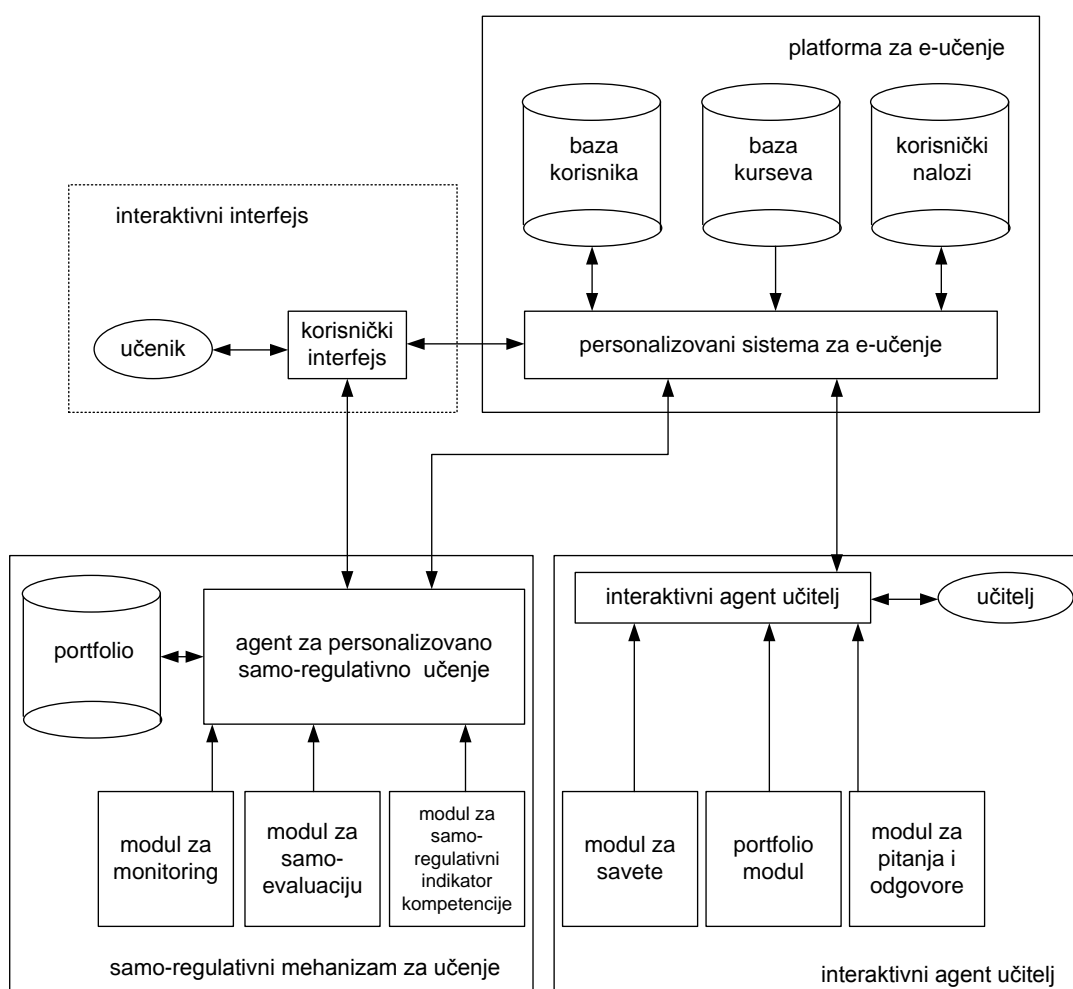 platforma za e-učenje
baza
korisnika
baza
kurseva
korisnički
nalozi
interaktivni interfejs
učenik
korisnički
interfejs
personalizovani sistema za e-učenje
portfolio
agent za personalizovano
samo-regulativno učenje
interaktivni agent učitelj
učitelj
modul za
monitoring
modul za
samo-
evaluaciju
modul za
samo-
regulativni
indikator
kompetencije
modul za
savete
portfolio
modul
modul za
pitanja i
odgovore
samo-regulativni mehanizam za učenje
interaktivni agent učitelj